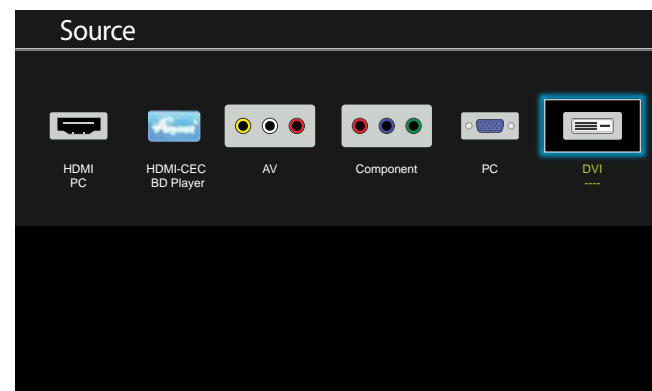 Source
HDMI
PC
HDMI-CEC
BD Player
AV
Component
PC
DVI
----